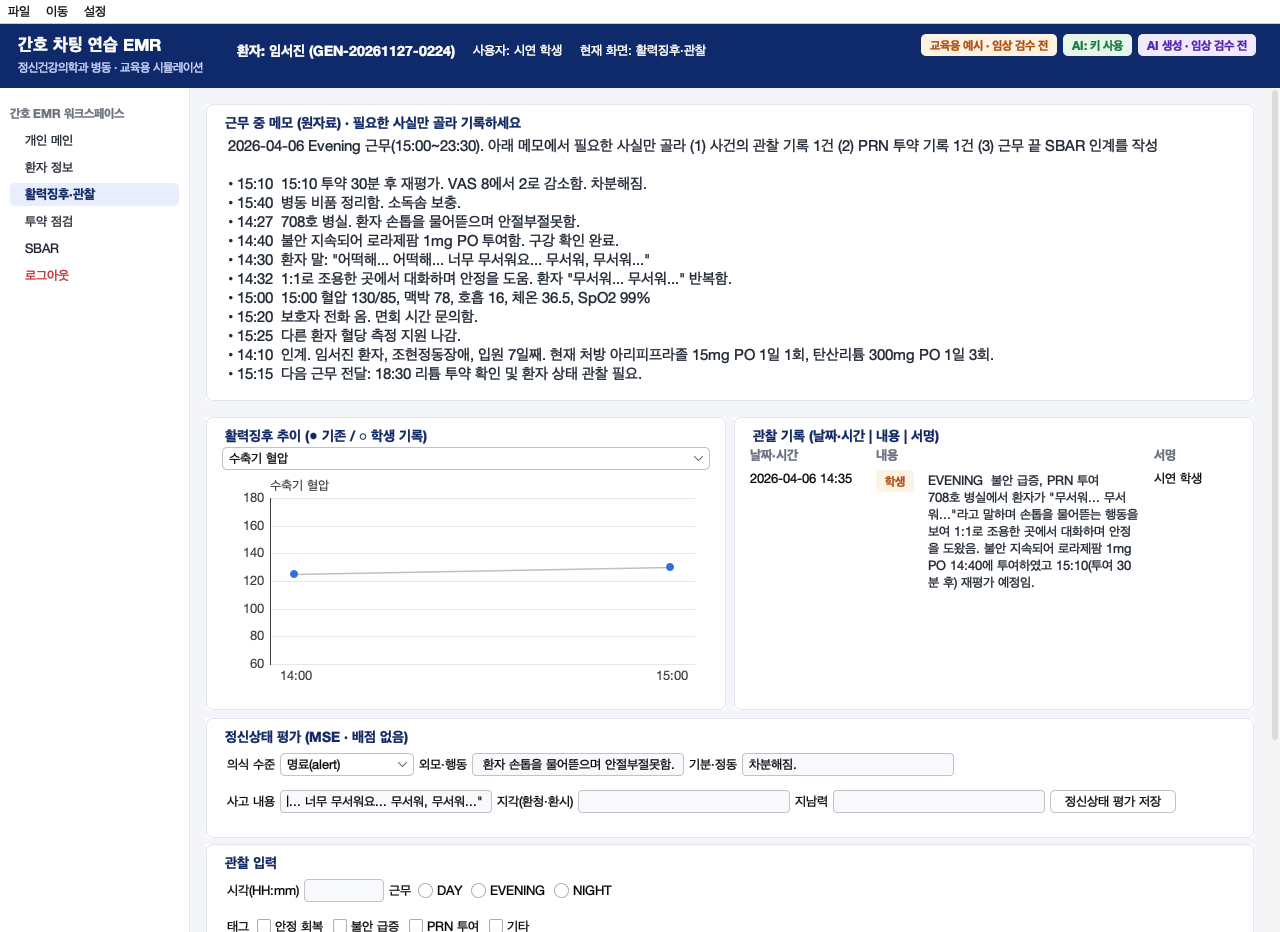 파일 이동 설정
간호 차팅 연습 EMR
정신건강의학과 병동 · 교육용 시뮬레이션
환자: 임서진 (GEN-20261127-0224) 사용자: 시연 학생 현재 화면: 활력징후·관찰
교육용 예시 · 임상 검수 전 AI: 키 사용 AI 생성 · 임상 검수 전
간호 EMR 워크스페이스
개인 메인
환자 정보
활력징후·관찰
투약 점검
SBAR
로그아웃
근무 중 메모 (원자료) · 필요한 사실만 골라 기록하세요
2026-04-06 Evening 근무(15:00~23:30). 아래 메모에서 필요한 사실만 골라 (1) 사건의 관찰 기록 1건 (2) PRN 투약 기록 1건 (3) 근무 끝 SBAR 인계를 작성
• 15:10 15:10 투약 30분 후 재평가. VAS 8에서 2로 감소함. 차분해짐.
• 15:40 병동 비품 정리함. 소독솜 보충.
• 14:27 708호 병실. 환자 손톱을 물어뜯으며 안절부절못함.
• 14:40 불안 지속되어 로라제팜 1mg PO 투여함. 구강 확인 완료.
• 14:30 환자 말: "어떡해... 어떡해... 너무 무서워요... 무서워, 무서워..."
• 14:32 1:1로 조용한 곳에서 대화하며 안정을 도움. 환자 "무서워... 무서워..." 반복함.
• 15:00 15:00 혈압 130/85, 맥박 78, 호흡 16, 체온 36.5, SpO2 99%
• 15:20 보호자 전화 옴. 면회 시간 문의함.
• 15:25 다른 환자 혈당 측정 지원 나감.
• 14:10 인계. 임서진 환자, 조현정동장애, 입원 7일째. 현재 처방 아리피프라졸 15mg PO 1일 1회, 탄산리튬 300mg PO 1일 3회.
• 15:15 다음 근무 전달: 18:30 리튬 투약 확인 및 환자 상태 관찰 필요.
활력징후 추이 (● 기존 / ○ 학생 기록)
수축기 혈압
수축기 혈압
180
160
140
120
100
80
60
14:00 15:00
관찰 기록 (날짜·시간 | 내용 | 서명)
날짜·시간 내용 서명
2026-04-06 14:35 학생 EVENING 불안 급증, PRN 투여 시연 학생
708호 병실에서 환자가 "무서워... 무서
워..."라고 말하며 손톱을 물어뜯는 행동을
보여 1:1로 조용한 곳에서 대화하며 안정
을 도왔음. 불안 지속되어 로라제팜 1mg
PO 14:40에 투여하였고 15:10(투여 30
분 후) 재평가 예정임.
정신상태 평가 (MSE · 배점 없음)
의식 수준 명료(alert) 외모·행동 환자 손톱을 물어뜯으며 안절부절못함. 기분·정동 차분해짐.
사고 내용 ... 너무 무서워요... 무서워, 무서워..." 지각(환청·환시) 지남력 정신상태 평가 저장
관찰 입력
시각(HH:mm) 근무 DAY EVENING NIGHT
태그 안정 회복 불안 급증 PRN 투여 기타